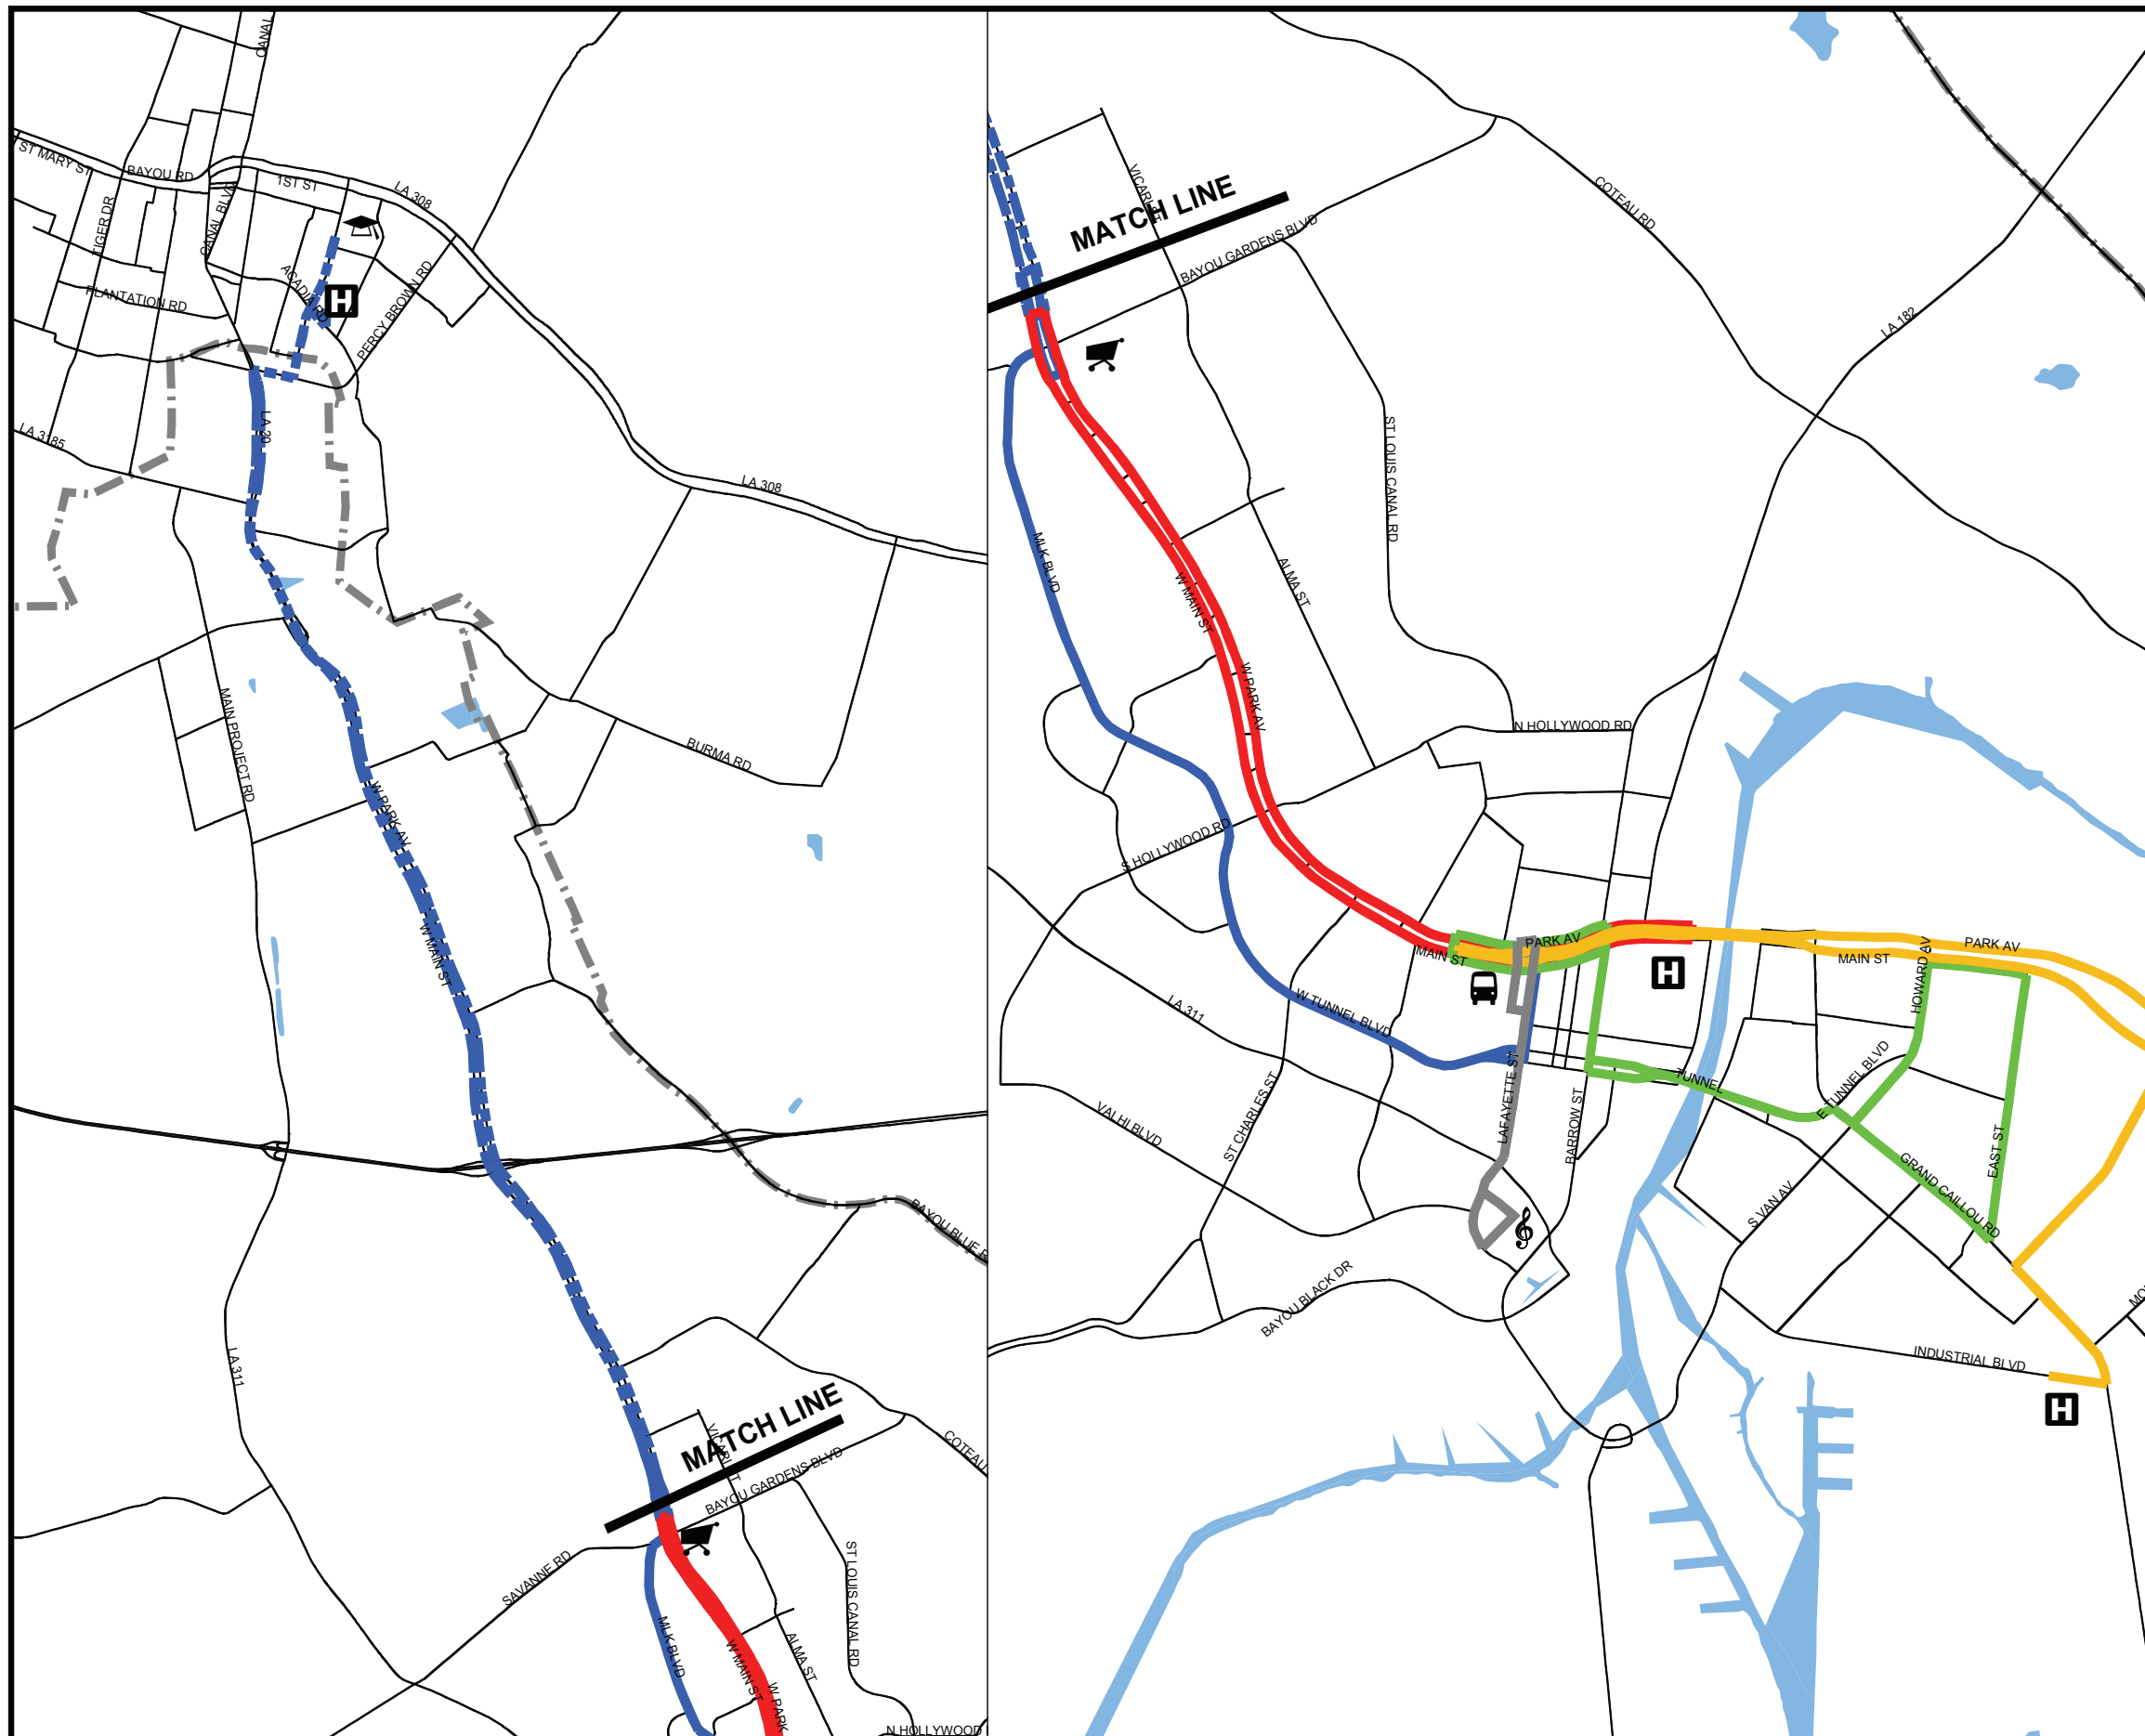 CANAL
ST MARY ST
BAYOU RD
1ST ST
LA 308
TIGER DR
CANAL BLVD
ACADIA RD
H
PERCY BROWN RD
PLANTATION RD
LA 20
LA 3185
LA 308
MAIN PROJECT RD
BURMA RD
W PARK AV
W MAIN ST
BAYOU BLUE R
LA 311
MATCH LINE
BAYOU GARDENS BLVD
COTEAU
SAVANNE RD
MLK BLVD
W MAIN ST
W PARK
ALMA ST
ST LOUIS CANAL RD
N HOLLYWOOD
MATCH LINE
BAYOU GARDENS BLVD
COTEAU RD
LA 182
ST LOUIS CANAL RD
MLK BLVD
W MAIN ST
ALMA ST
W PARK AV
N HOLLYWOOD RD
S HOLLYWOOD RD
MAIN ST
PARK AV
PARK AV
MAIN ST
H
HOWARD AV
LA 311
W TUNNEL BLVD
LAFAYETTE ST
TUNNEL
E TUNNEL BLVD
VALHI BLVD
ST CHARLES ST
BARROW ST
EAST ST
GRAND CAILLOU RD
S VAN AV
BAYOU BLACK DR
INDUSTRIAL BLVD
H